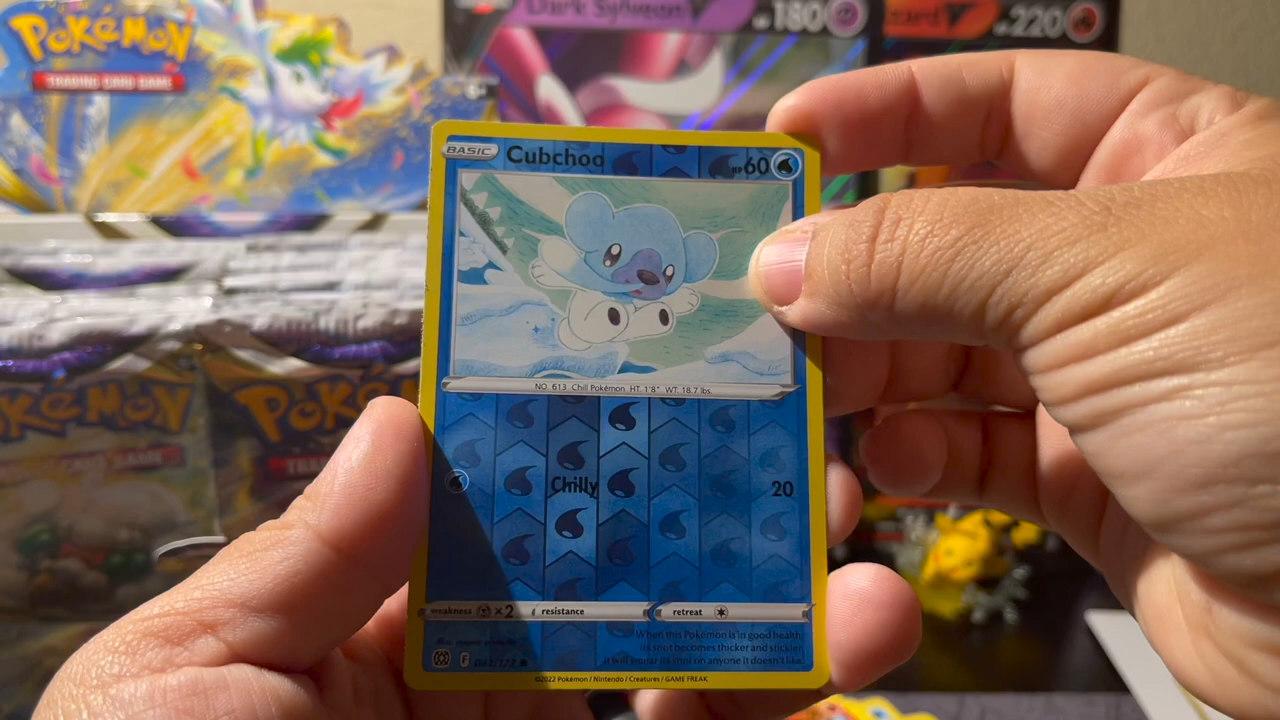 POKÉMON
TRADING CARD GAME
Dark Sylveon
180
220
BASIC
Cubchoo
HP 60
NO. 613 Chill Pokémon HT: 1'8" WT: 18.7 lbs.
Chilly
20
weakness ×2 resistance retreat
When this Pokémon is in good health,
its snot becomes thicker and stickier.
It will smear its snot on anyone it doesn't like.
F
©2022 Pokémon / Nintendo / Creatures / GAME FREAK
POKÉMON
POKÉ